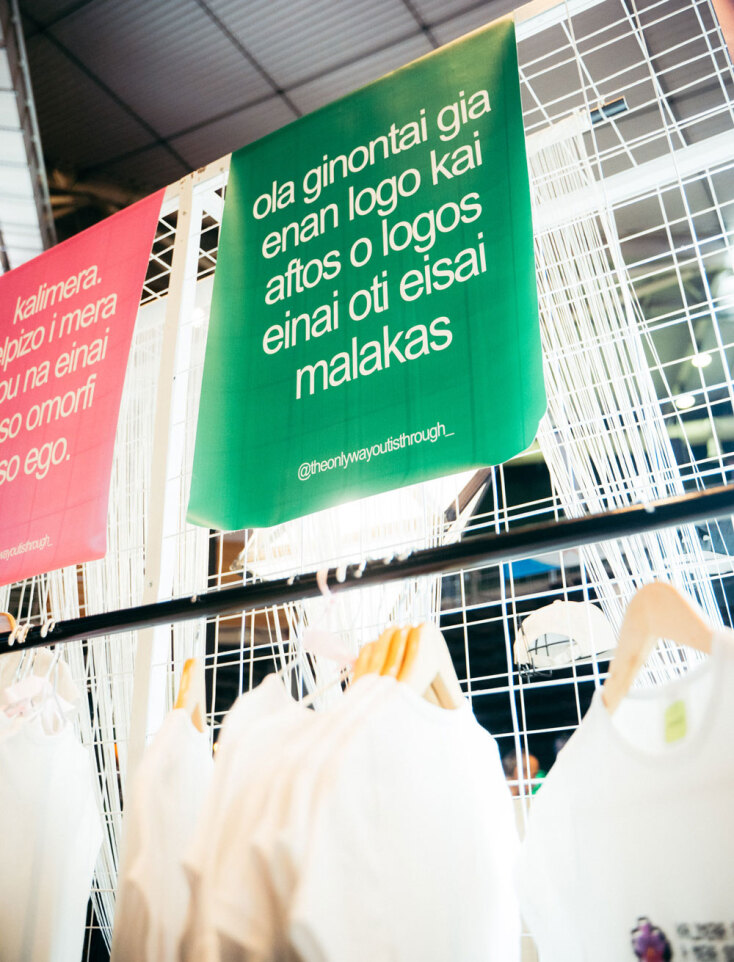 kalimera.
elpizo i mera
ou na einai
so omorfi
so ego.
wayoutisthrough_
ola ginontai gia
enan logo kai
aftos o logos
einai oti eisai
malakas
@theonlywayoutisthrough_